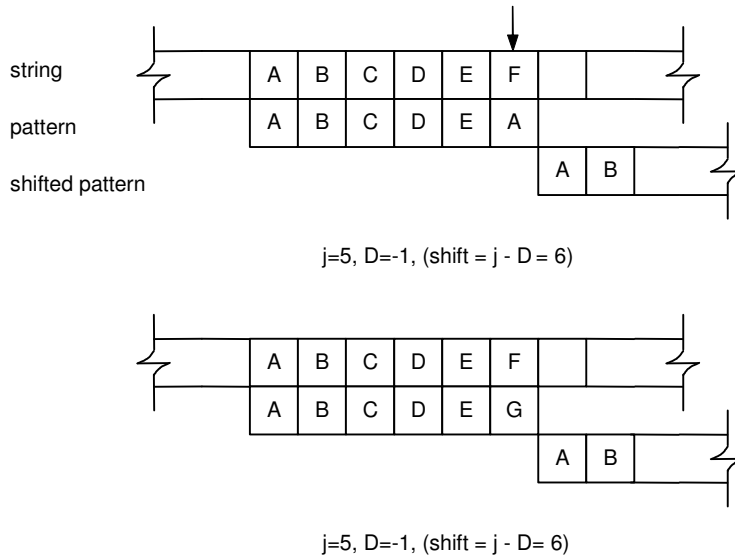 string A B C D E F
pattern A B C D E A
shifted pattern A B
j=5, D=-1, (shift = j - D = 6)
A B C D E F
A B C D E G
A B
j=5, D=-1, (shift = j - D= 6)